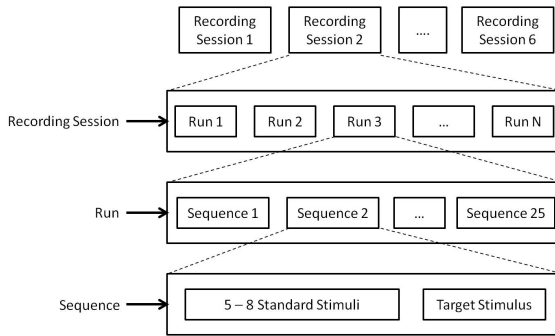 Recording Session 1
Recording Session 2
....
Recording Session 6
Recording Session
Run 1
Run 2
Run 3
...
Run N
Run
Sequence 1
Sequence 2
...
Sequence 25
Sequence
5 – 8 Standard Stimuli
Target Stimulus